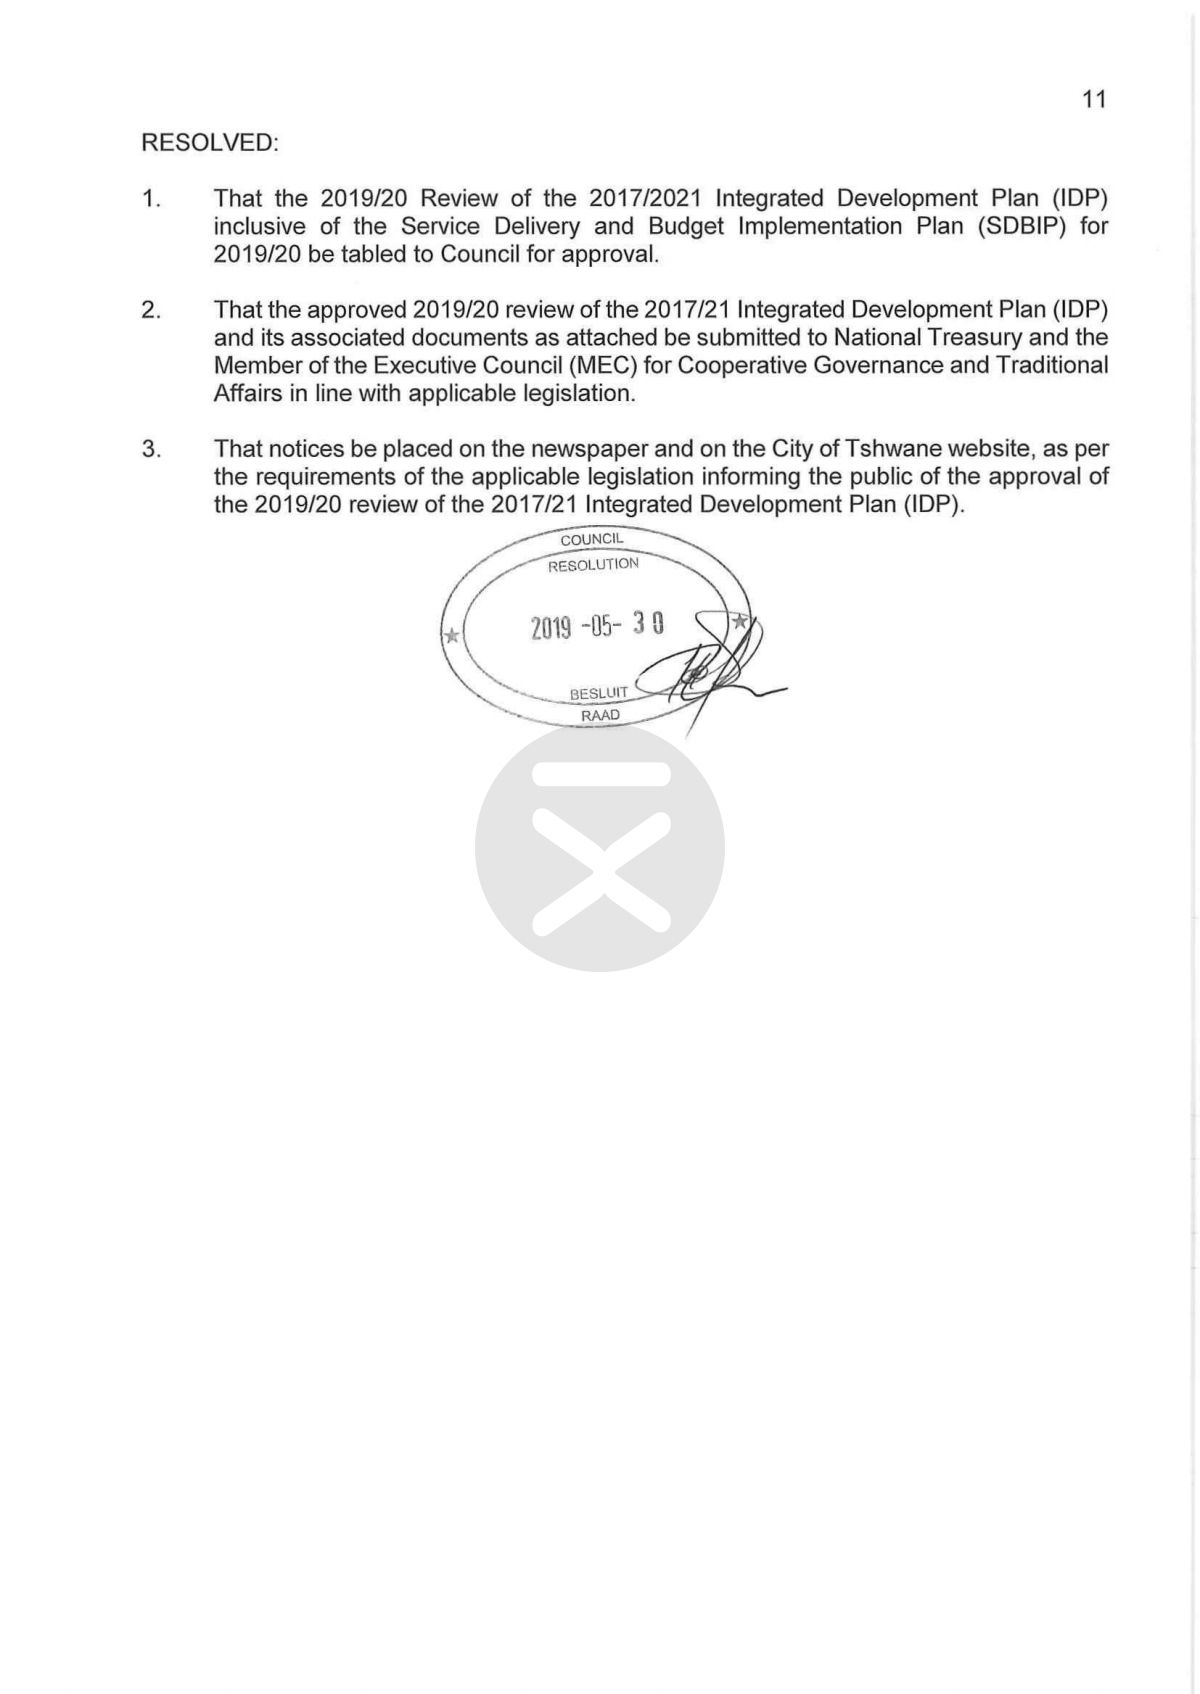 11
RESOLVED:
1. That the 2019/20 Review of the 2017/2021 Integrated Development Plan (IDP)
inclusive of the Service Delivery and Budget Implementation Plan (SDBIP) for
2019/20 be tabled to Council for approval.
2. That the approved 2019/20 review of the 2017/21 Integrated Development Plan (IDP)
and its associated documents as attached be submitted to National Treasury and the
Member of the Executive Council (MEC) for Cooperative Governance and Traditional
Affairs in line with applicable legislation.
3. That notices be placed on the newspaper and on the City of Tshwane website, as per
the requirements of the applicable legislation informing the public of the approval of
the 2019/20 review of the 2017/21 Integrated Development Plan (IDP).
COUNCIL
RESOLUTION
2019 -05- 30
BESLUIT
RAAD